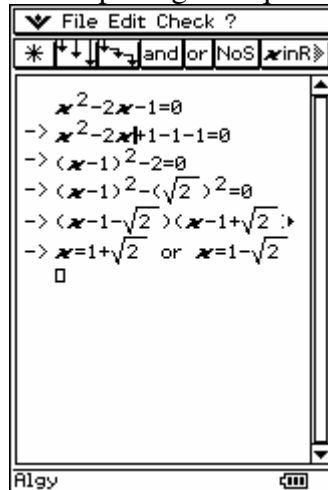 File Edit Check ?
and or NoS xinR
x²-2x-1=0
-> x²-2x+1-1-1=0
-> (x-1)²-2=0
-> (x-1)²-(√2)²=0
-> (x-1-√2)(x-1+√2)
-> x=1+√2 or x=1-√2
Algy